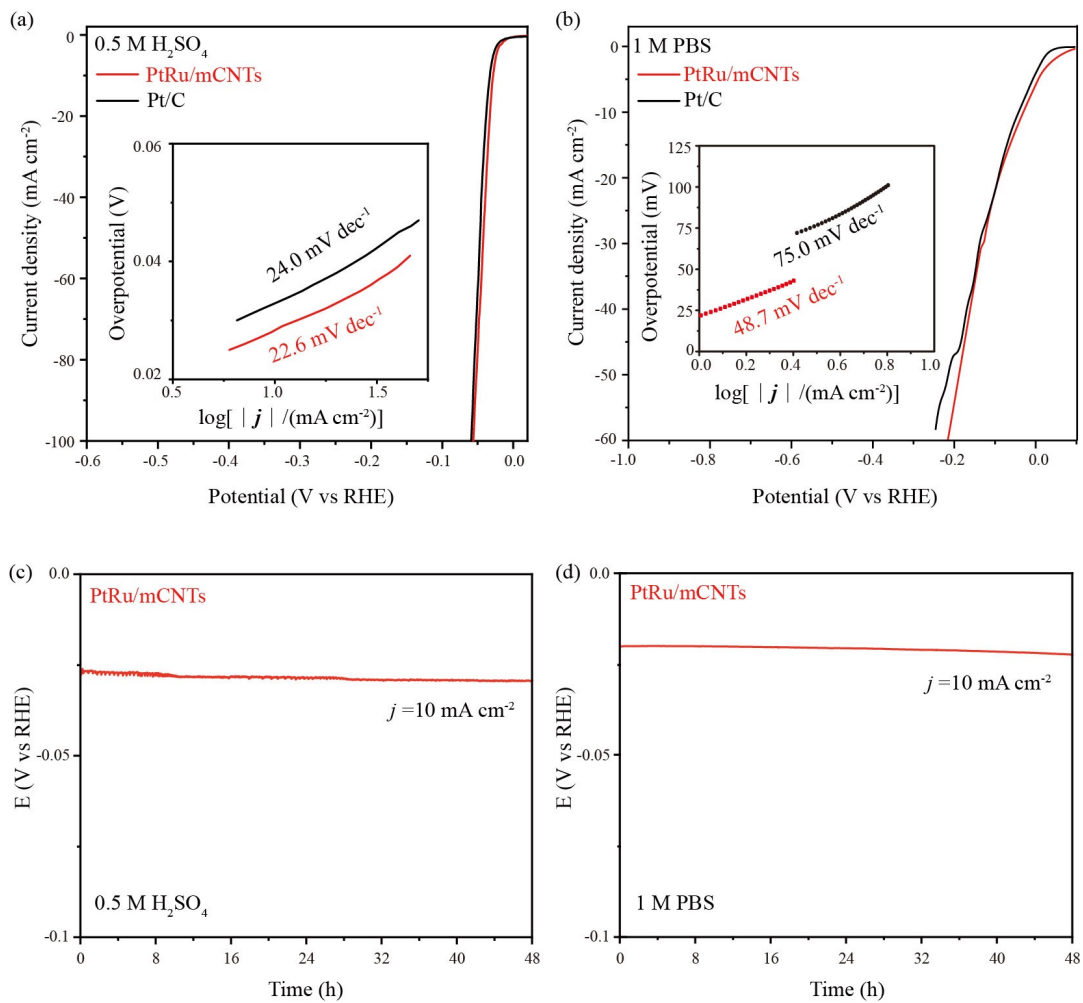 (a)
0.5 M H₂SO₄
PtRu/mCNTs
Pt/C
0
-20
-40
-60
-80
-100
Current density (mA cm⁻²)
-0.6
-0.5
-0.4
-0.3
-0.2
-0.1
0.0
Potential (V vs RHE)
0.06
0.04
0.02
Overpotential (V)
24.0 mV dec⁻¹
22.6 mV dec⁻¹
0.5
1.0
1.5
log[ | j | /(mA cm⁻²)]
(b)
1 M PBS
PtRu/mCNTs
Pt/C
0
-10
-20
-30
-40
-50
-60
Current density (mA cm⁻²)
-1.0
-0.8
-0.6
-0.4
-0.2
0.0
Potential (V vs RHE)
125
100
75
50
25
0
Overpotential (mV)
75.0 mV dec⁻¹
48.7 mV dec⁻¹
0.0
0.2
0.4
0.6
0.8
1.0
log[ | j | /(mA cm⁻²)]
(c)
0.0
-0.05
-0.1
E (V vs RHE)
PtRu/mCNTs
j =10 mA cm⁻²
0.5 M H₂SO₄
0
8
16
24
32
40
48
Time (h)
(d)
0.0
-0.05
-0.1
E (V vs RHE)
PtRu/mCNTs
j =10 mA cm⁻²
1 M PBS
0
8
16
24
32
40
48
Time (h)